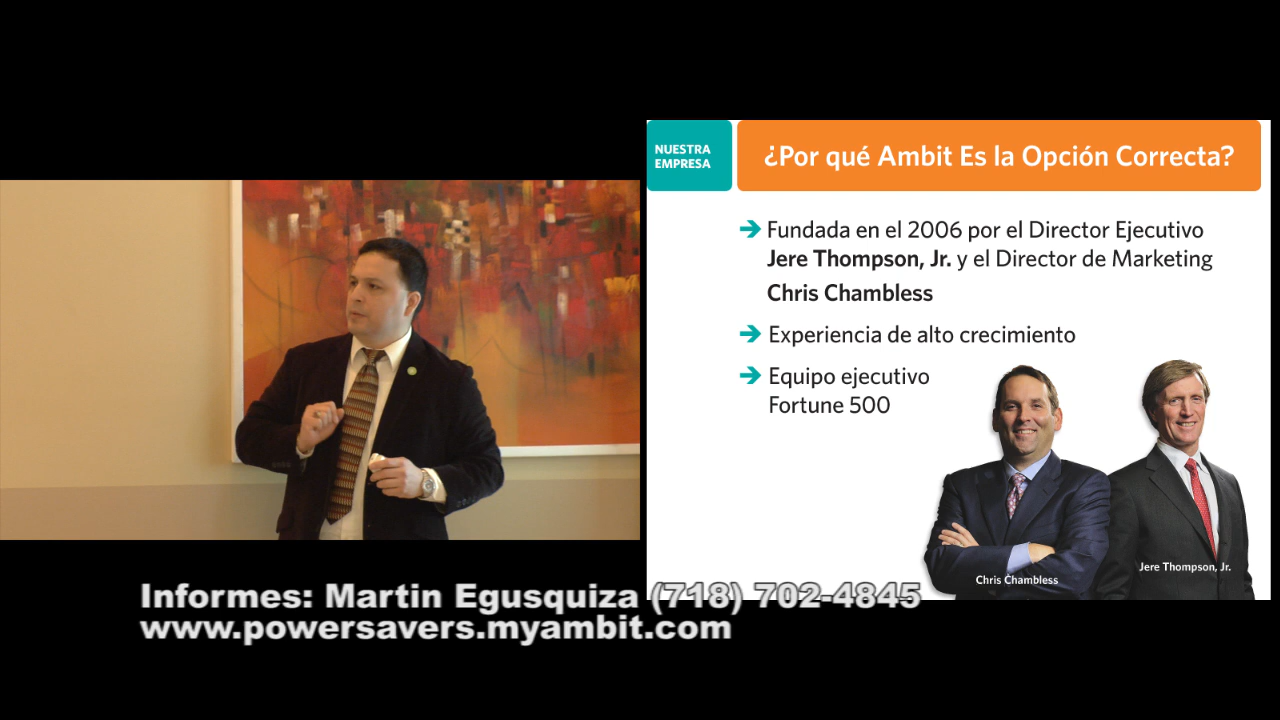 NUESTRA
EMPRESA
¿Por qué Ambit Es la Opción Correcta?
Fundada en el 2006 por el Director Ejecutivo
Jere Thompson, Jr. y el Director de Marketing
Chris Chambless
Experiencia de alto crecimiento
Equipo ejecutivo
Fortune 500
Chris Chambless
Jere Thompson, Jr.
Informes: Martin Egusquiza (718) 702-4845
www.powersavers.myambit.com